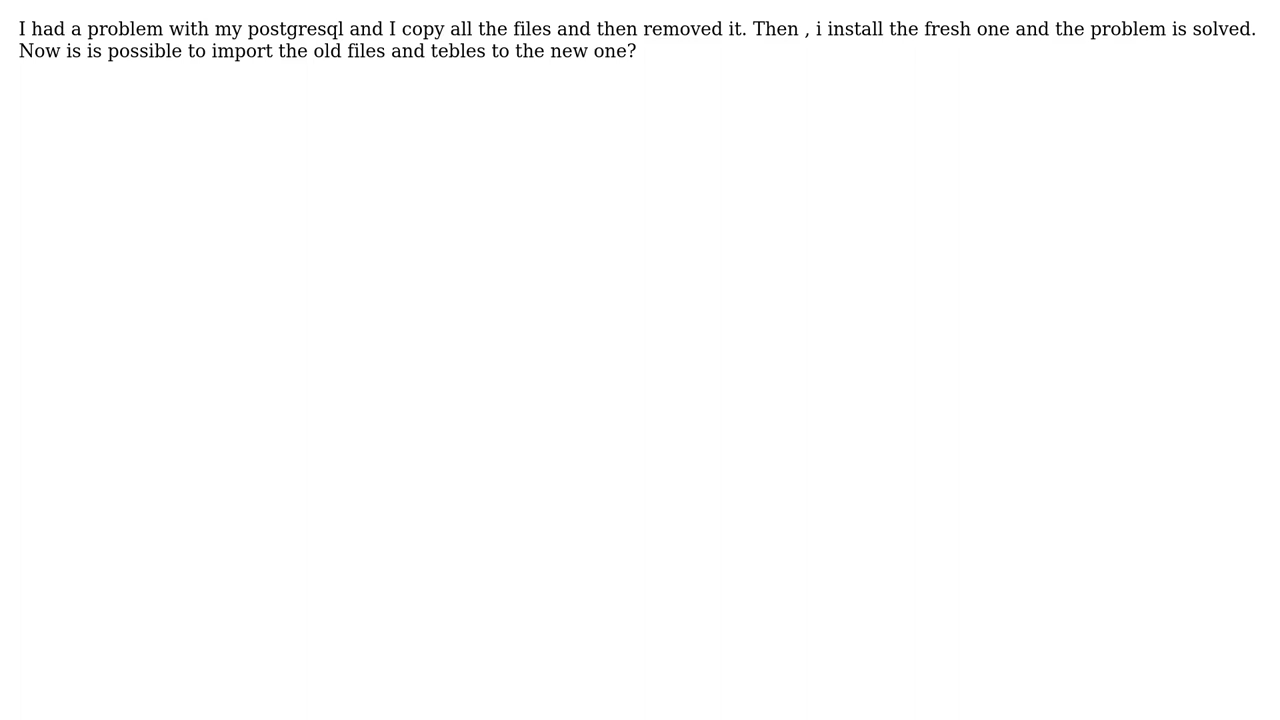 I had a problem with my postgresql and I copy all the files and then removed it. Then , i install the fresh one and the problem is solved.
Now is is possible to import the old files and tebles to the new one?